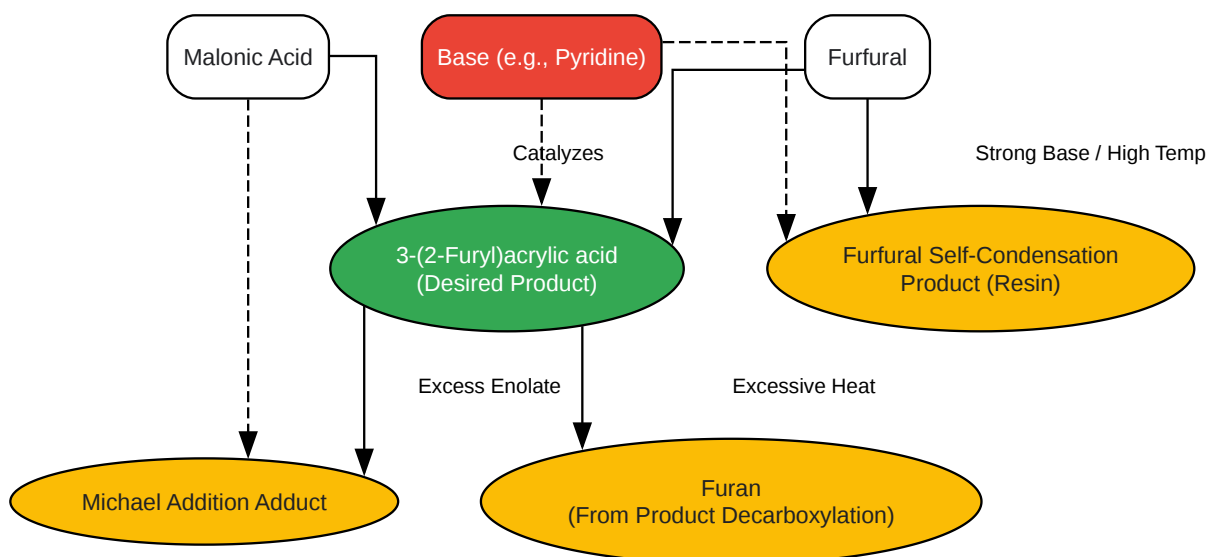 Malonic Acid
Base (e.g., Pyridine)
Furfural
Catalyzes
Strong Base / High Temp
3-(2-Furyl)acrylic acid
(Desired Product)
Furfural Self-Condensation
Product (Resin)
Excess Enolate
Excessive Heat
Michael Addition Adduct
Furan
(From Product Decarboxylation)